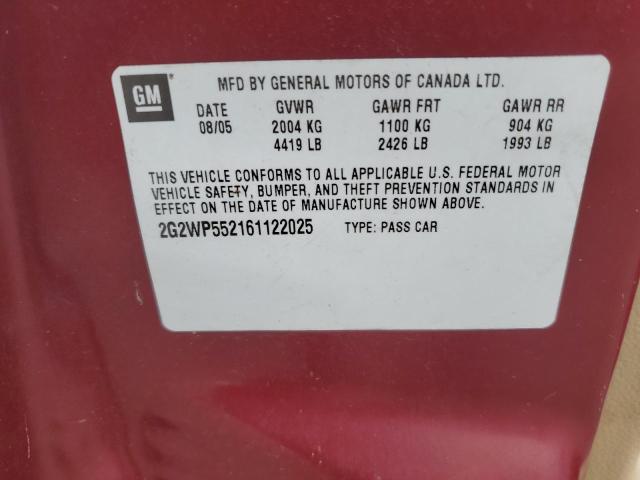 GM
MFD BY GENERAL MOTORS OF CANADA LTD.
DATE GVWR GAWR FRT GAWR RR
08/05 2004 KG 1100 KG 904 KG
4419 LB 2426 LB 1993 LB
THIS VEHICLE CONFORMS TO ALL APPLICABLE U.S. FEDERAL MOTOR
VEHICLE SAFETY, BUMPER, AND THEFT PREVENTION STANDARDS IN
EFFECT ON THE DATE OF MANUFACTURE SHOWN ABOVE.
2G2WP552161122025 TYPE: PASS CAR